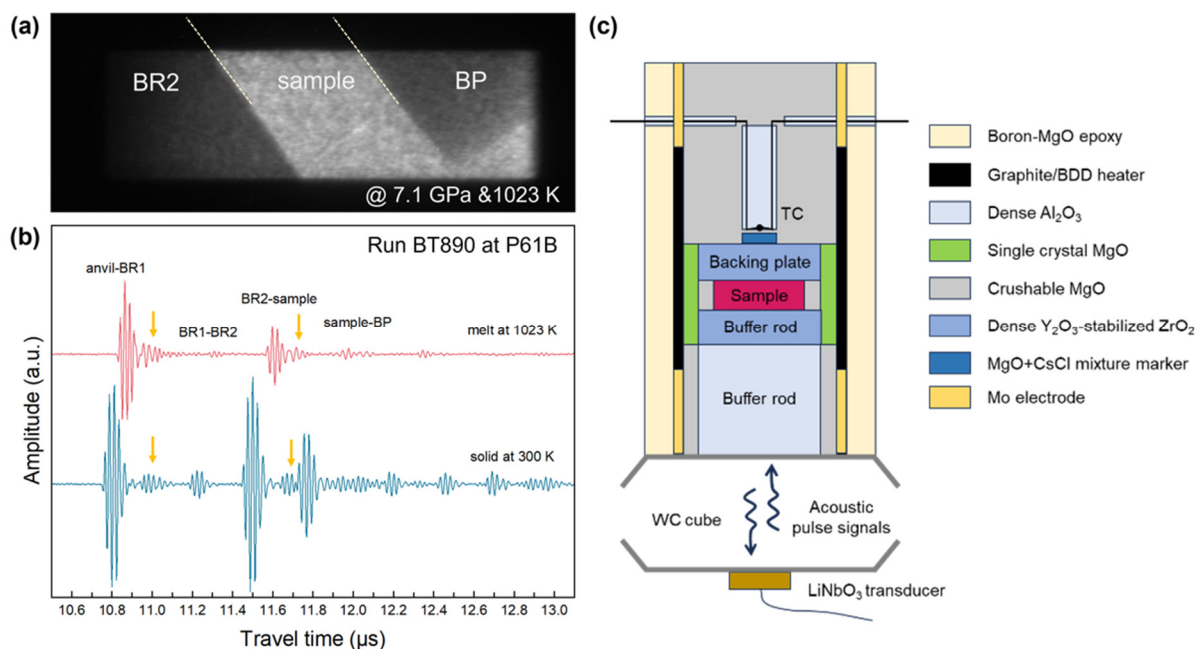 (a)
BR2
sample
BP
@ 7.1 GPa &1023 K
(b)
Run BT890 at P61B
anvil-BR1
BR1-BR2
BR2-sample
sample-BP
melt at 1023 K
solid at 300 K
Amplitude (a.u.)
10.6 10.8 11.0 11.2 11.4 11.6 11.8 12.0 12.2 12.4 12.6 12.8 13.0
Travel time (µs)
(c)
TC
Backing plate
Sample
Buffer rod
Buffer rod
WC cube
Acoustic
pulse signals
LiNbO₃ transducer
Boron-MgO epoxy
Graphite/BDD heater
Dense Al₂O₃
Single crystal MgO
Crushable MgO
Dense Y₂O₃-stabilized ZrO₂
MgO+CsCl mixture marker
Mo electrode